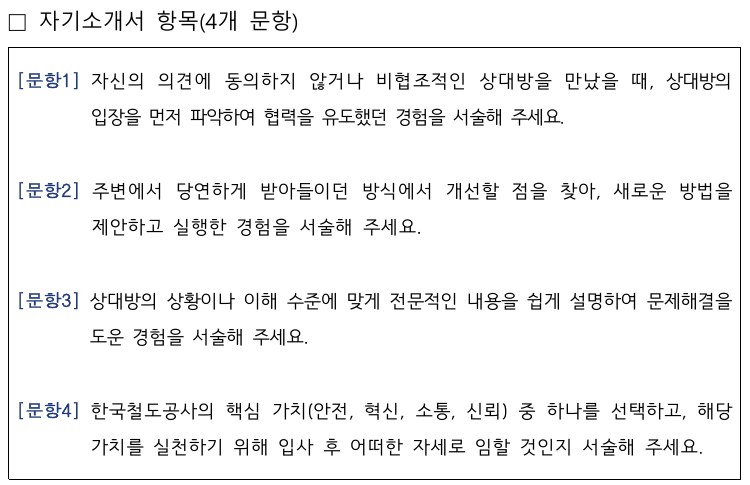 □ 자기소개서 항목(4개 문항)
[문항1] 자신의 의견에 동의하지 않거나 비협조적인 상대방을 만났을 때, 상대방의
입장을 먼저 파악하여 협력을 유도했던 경험을 서술해 주세요.
[문항2] 주변에서 당연하게 받아들이던 방식에서 개선할 점을 찾아, 새로운 방법을
제안하고 실행한 경험을 서술해 주세요.
[문항3] 상대방의 상황이나 이해 수준에 맞게 전문적인 내용을 쉽게 설명하여 문제해결을
도운 경험을 서술해 주세요.
[문항4] 한국철도공사의 핵심 가치(안전, 혁신, 소통, 신뢰) 중 하나를 선택하고, 해당
가치를 실천하기 위해 입사 후 어떠한 자세로 임할 것인지 서술해 주세요.